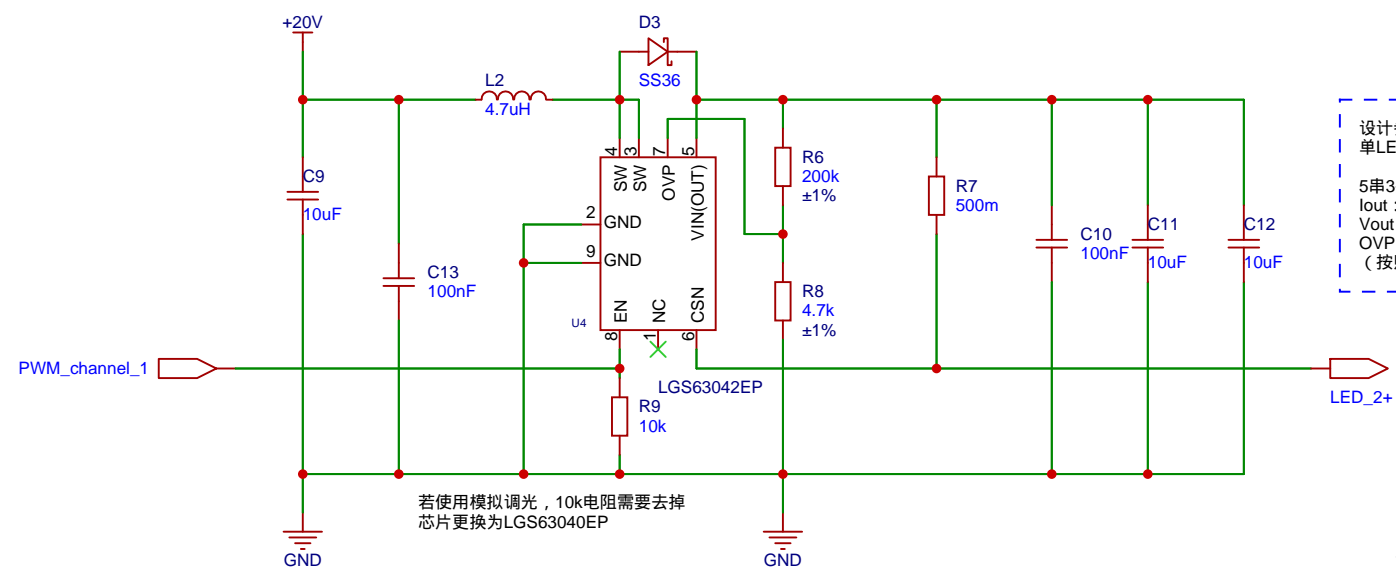 +20V
D3
SS36
L2
4.7uH
C9
10uF
C13
100nF
4
3
7
5
SW
SW
OVP
VIN(OUT)
2
GND
9
GND
EN
NC
CSN
U4
8
1
6
LGS63042EP
R6
200k
±1%
R8
4.7k
±1%
R7
500m
C10
100nF
C11
10uF
C12
10uF
R9
10k
PWM_channel_1
LED_2+
若使用模拟调光，10k电阻需要去掉
芯片更换为LGS63040EP
GND
GND
设计
单LE
5串3
Iout
Vout
OVP
（按